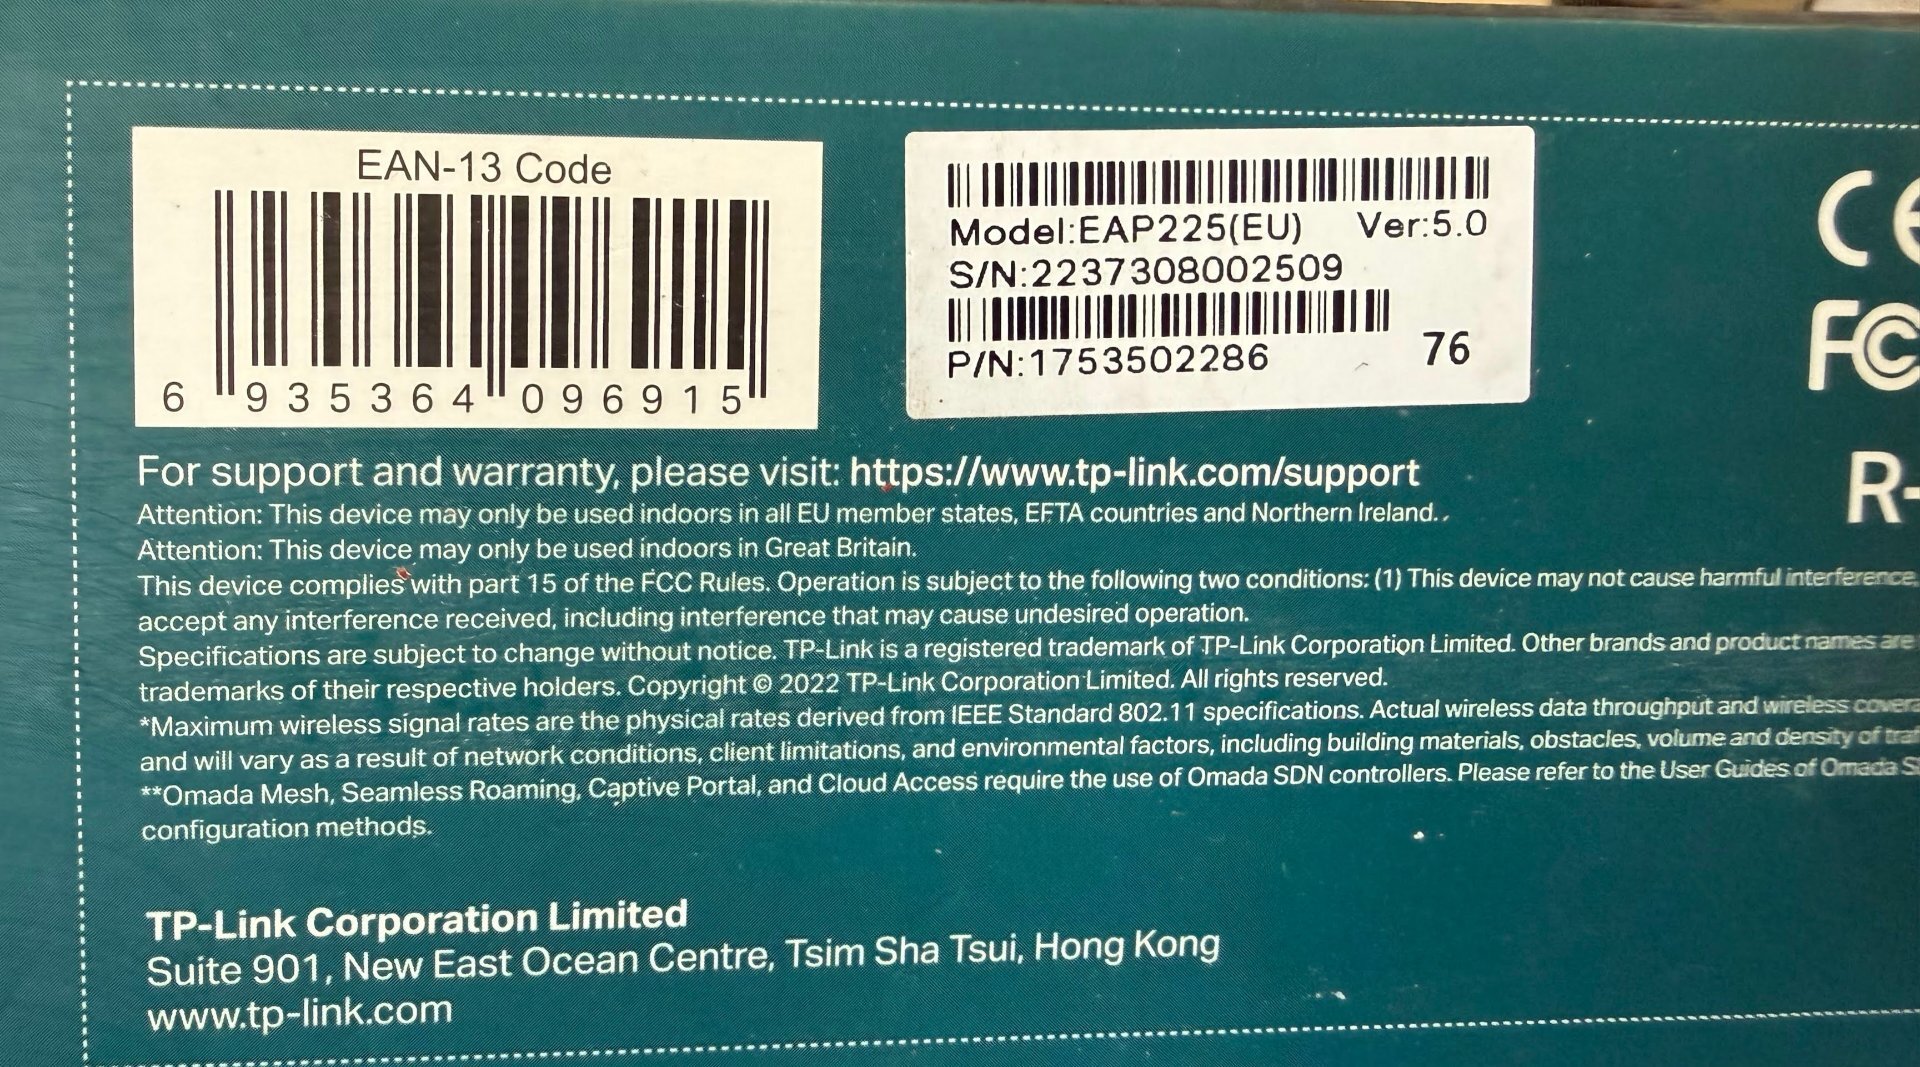 EAN-13 Code
6 935364 096915
Model:EAP225(EU) Ver:5.0
S/N:2237308002509
P/N:1753502286
76
CE
FC
R-
For support and warranty, please visit: https://www.tp-link.com/support
Attention: This device may only be used indoors in all EU member states, EFTA countries and Northern Ireland..
Attention: This device may only be used indoors in Great Britain.
This device complies with part 15 of the FCC Rules. Operation is subject to the following two conditions: (1) This device may not cause harmful interference,
accept any interference received, including interference that may cause undesired operation.
Specifications are subject to change without notice. TP-Link is a registered trademark of TP-Link Corporation Limited. Other brands and product names are
trademarks of their respective holders. Copyright © 2022 TP-Link Corporation Limited. All rights reserved.
*Maximum wireless signal rates are the physical rates derived from IEEE Standard 802.11 specifications. Actual wireless data throughput and wireless
and will vary as a result of network conditions, client limitations, and environmental factors, including building materials, obstacles, volume and density of
**Omada Mesh, Seamless Roaming, Captive Portal, and Cloud Access require the use of Omada SDN controllers. Please refer to the User Guides of Omada
configuration methods.
TP-Link Corporation Limited
Suite 901, New East Ocean Centre, Tsim Sha Tsui, Hong Kong
www.tp-link.com